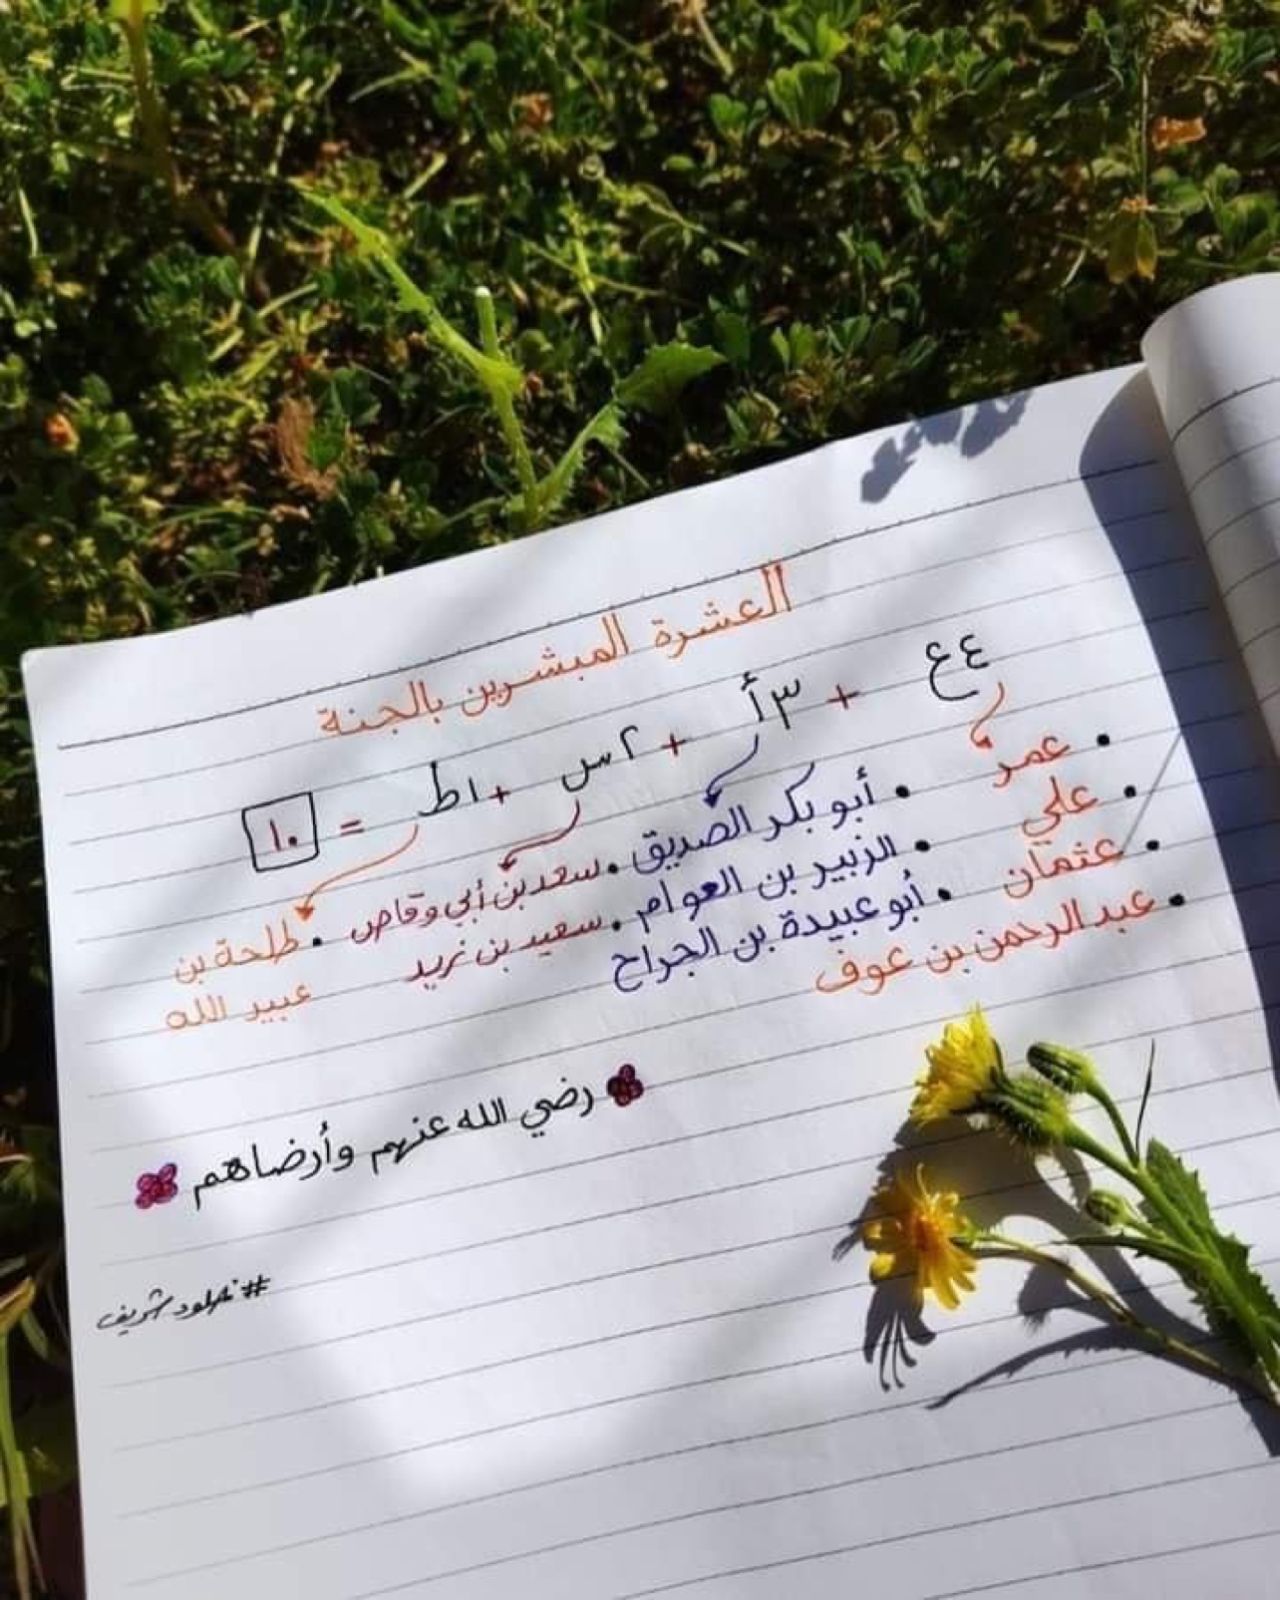 العشرة المبشرين بالجنة
٤ع + ٣أ + ٢س + ١ط = ١٠
• عمر
• علي
• عثمان
• عبد الرحمن بن عوف
• أبو بكر الصديق
• الزبير بن العوام
• أبو عبيدة بن الجراح
• سعد بن أبي وقاص
• سعيد بن زيد
• طلحة بن
عبيد الله
رضي الله عنهم وأرضاهم
#خلود شريف